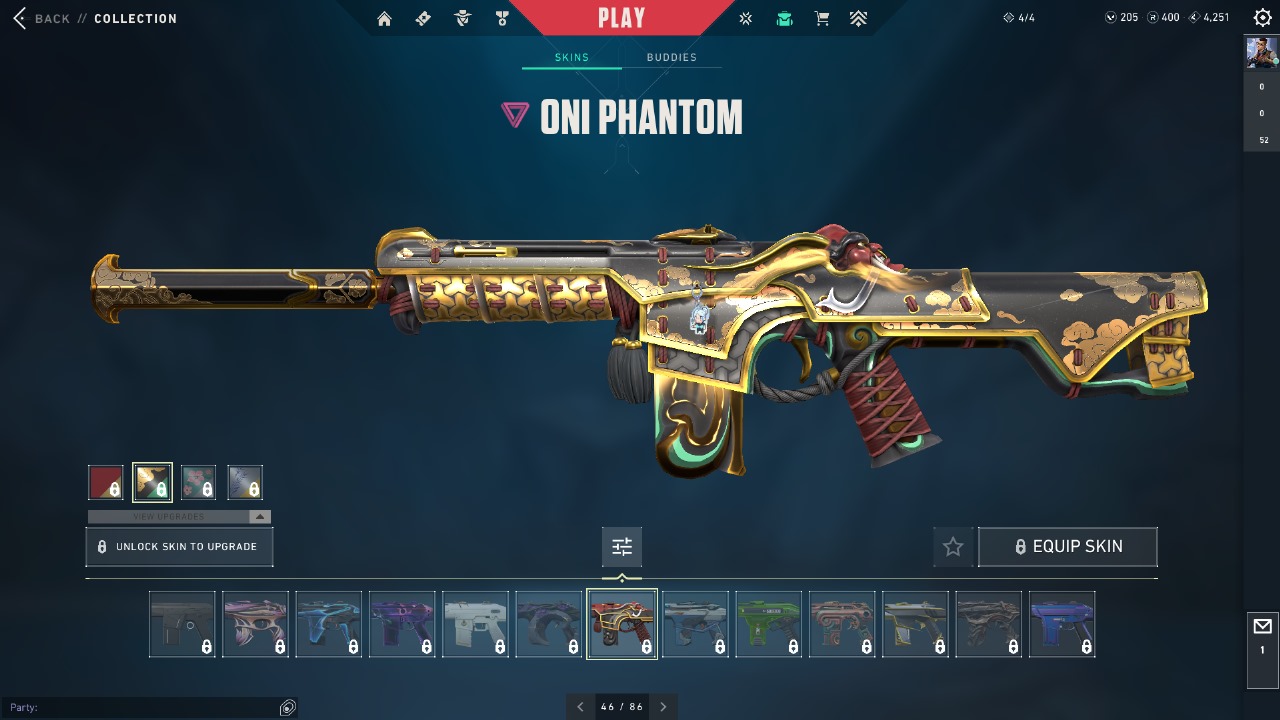 BACK // COLLECTION
PLAY
4/4
205
400
4,251
SKINS
BUDDIES
ONI PHANTOM
0
0
52
VIEW UPGRADES
UNLOCK SKIN TO UPGRADE
EQUIP SKIN
1
Party:
46 / 86